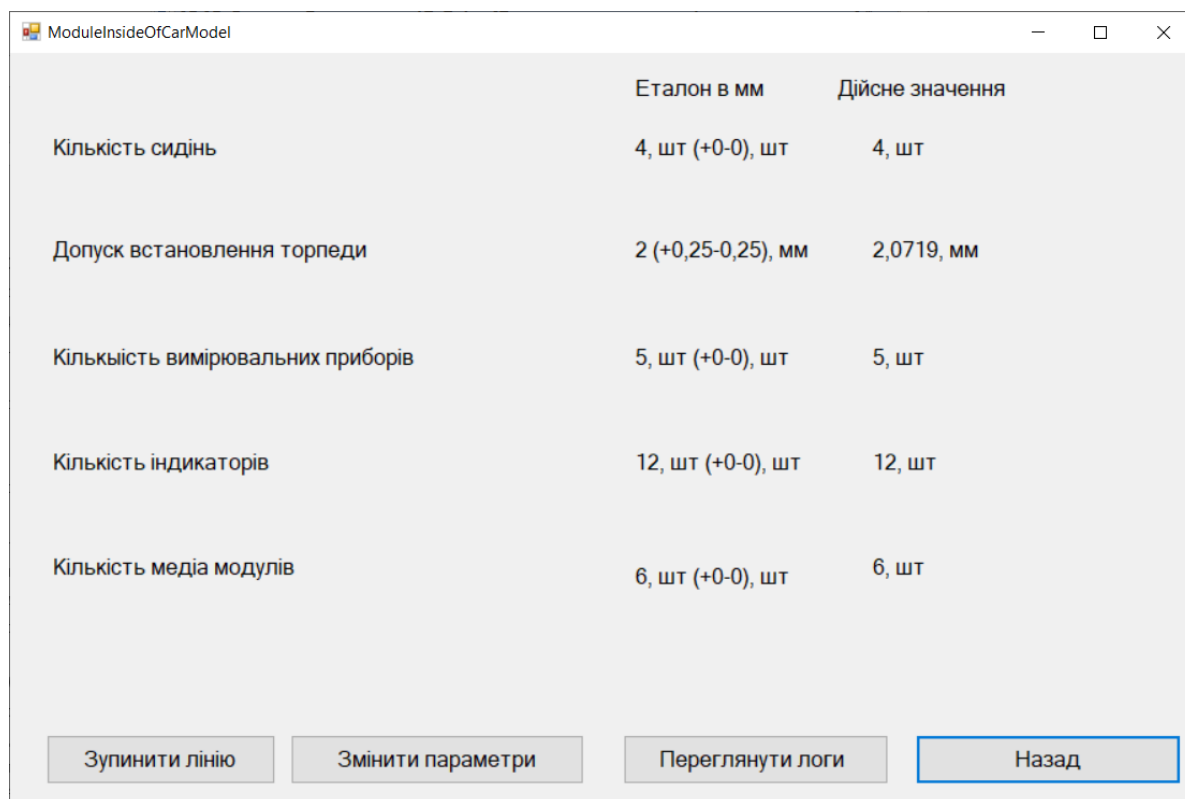 ModuleInsideOfCarModel
Еталон в мм Дійсне значення
Кількість сидінь 4, шт (+0-0), шт 4, шт
Допуск встановлення торпеди 2 (+0,25-0,25), мм 2,0719, мм
Кількыість вимірювальних приборів 5, шт (+0-0), шт 5, шт
Кількість індикаторів 12, шт (+0-0), шт 12, шт
Кількість медіа модулів 6, шт (+0-0), шт 6, шт
Зупинити лінію Змінити параметри Переглянути логи Назад